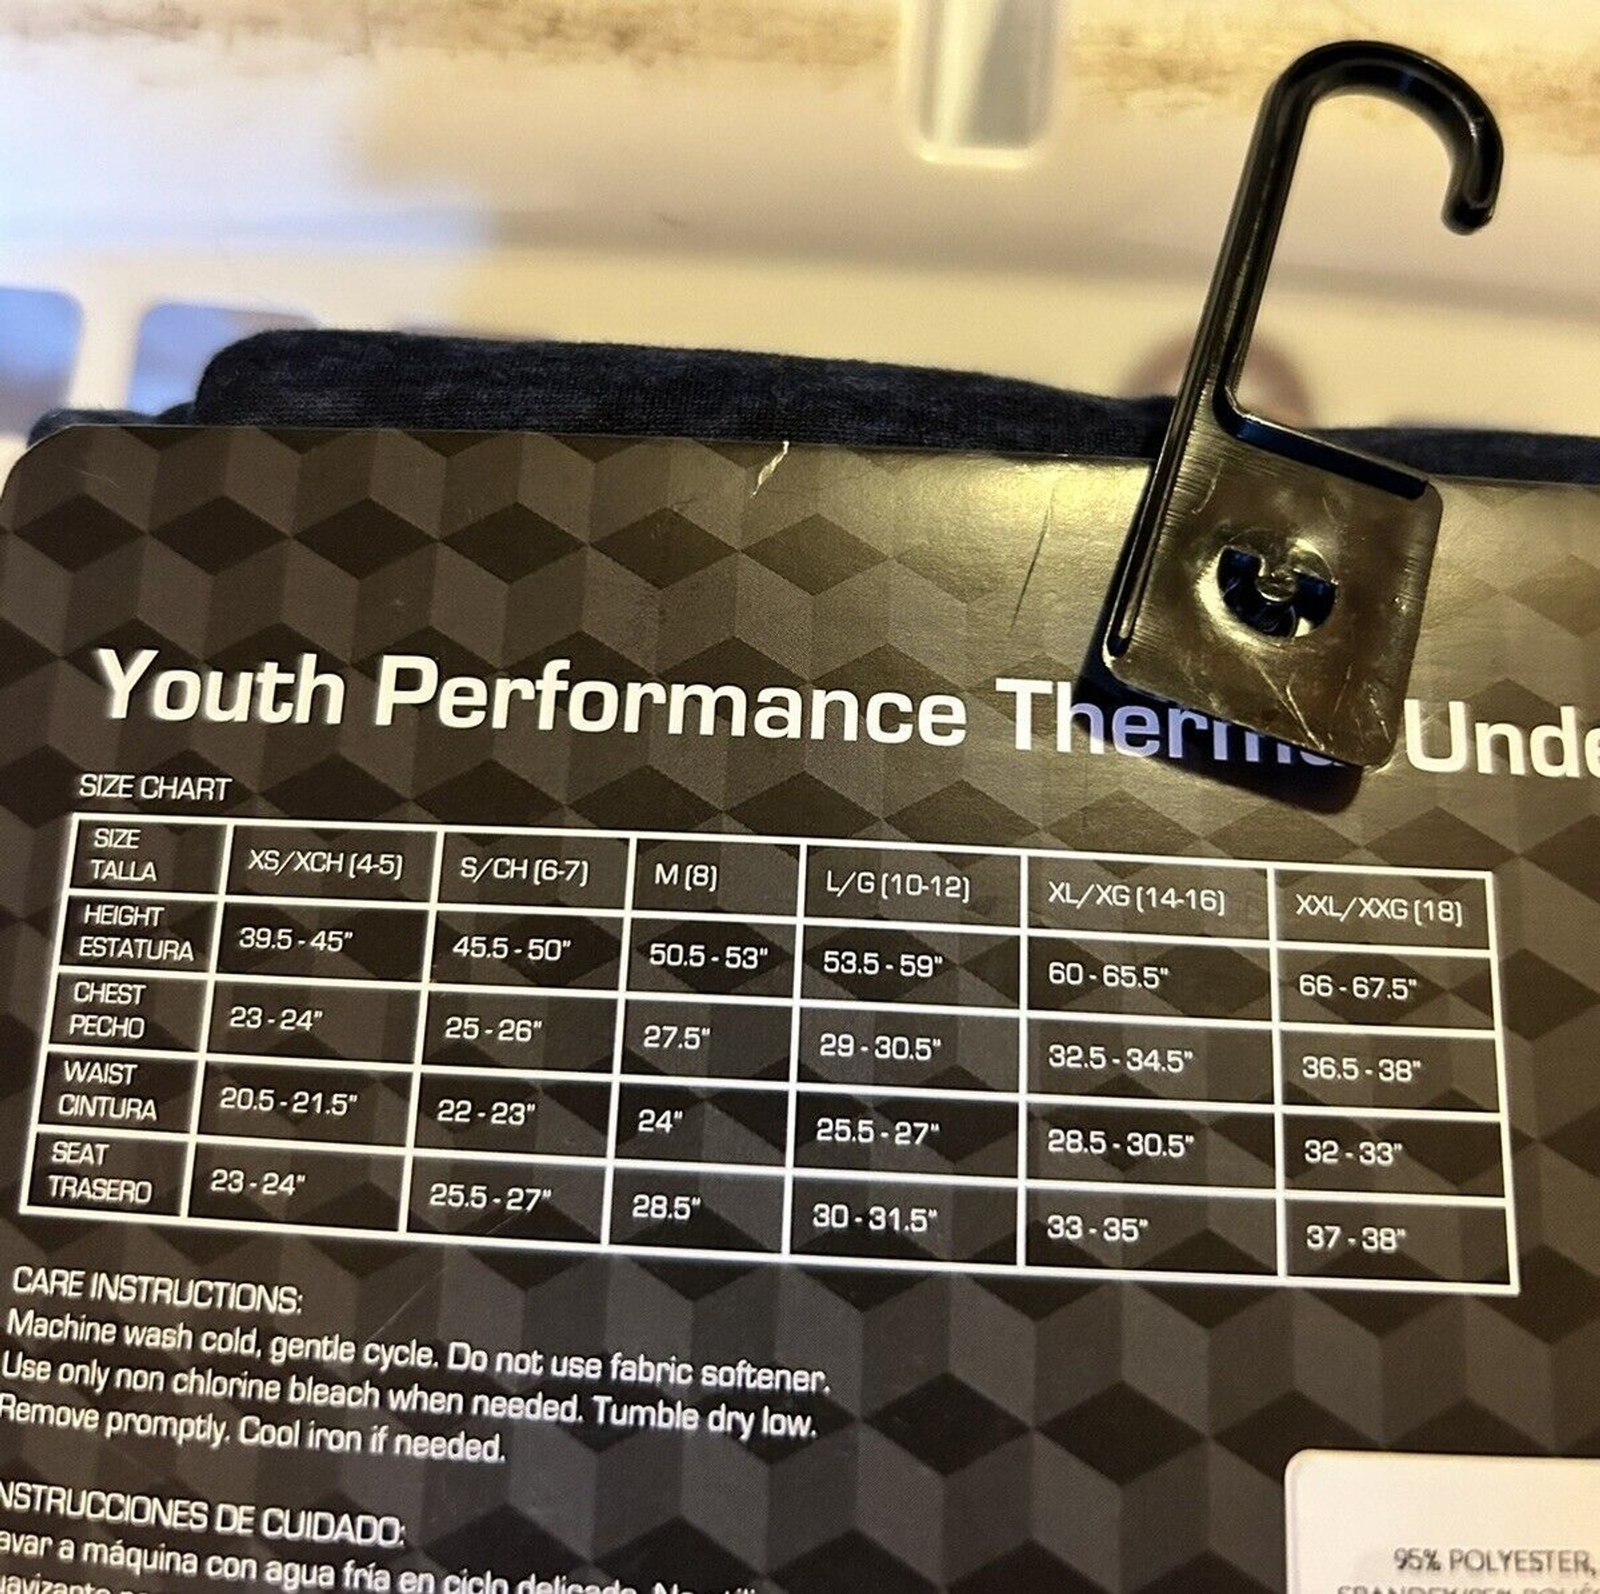 Youth Performance Thermal Unde
SIZE CHART
SIZE TALLA XS/XCH (4-5) S/CH (6-7) M (8) L/G (10-12) XL/XG (14-16) XXL/XXG (18)
HEIGHT ESTATURA 39.5 - 45" 45.5 - 50" 50.5 - 53" 53.5 - 59" 60 - 65.5" 66 - 67.5"
CHEST PECHO 23 - 24" 25 - 26" 27.5" 29 - 30.5" 32.5 - 34.5" 36.5 - 38"
WAIST CINTURA 20.5 - 21.5" 22 - 23" 24" 25.5 - 27" 28.5 - 30.5" 32 - 33"
SEAT TRASERO 23 - 24" 25.5 - 27" 28.5" 30 - 31.5" 33 - 35" 37 - 38"
CARE INSTRUCTIONS:
Machine wash cold, gentle cycle. Do not use fabric softener.
Use only non chlorine bleach when needed. Tumble dry low.
Remove promptly. Cool iron if needed.
NSTRUCCIONES DE CUIDADO:
avar a máquina con agua fría en ciclo delicado.
95% POLYESTER,